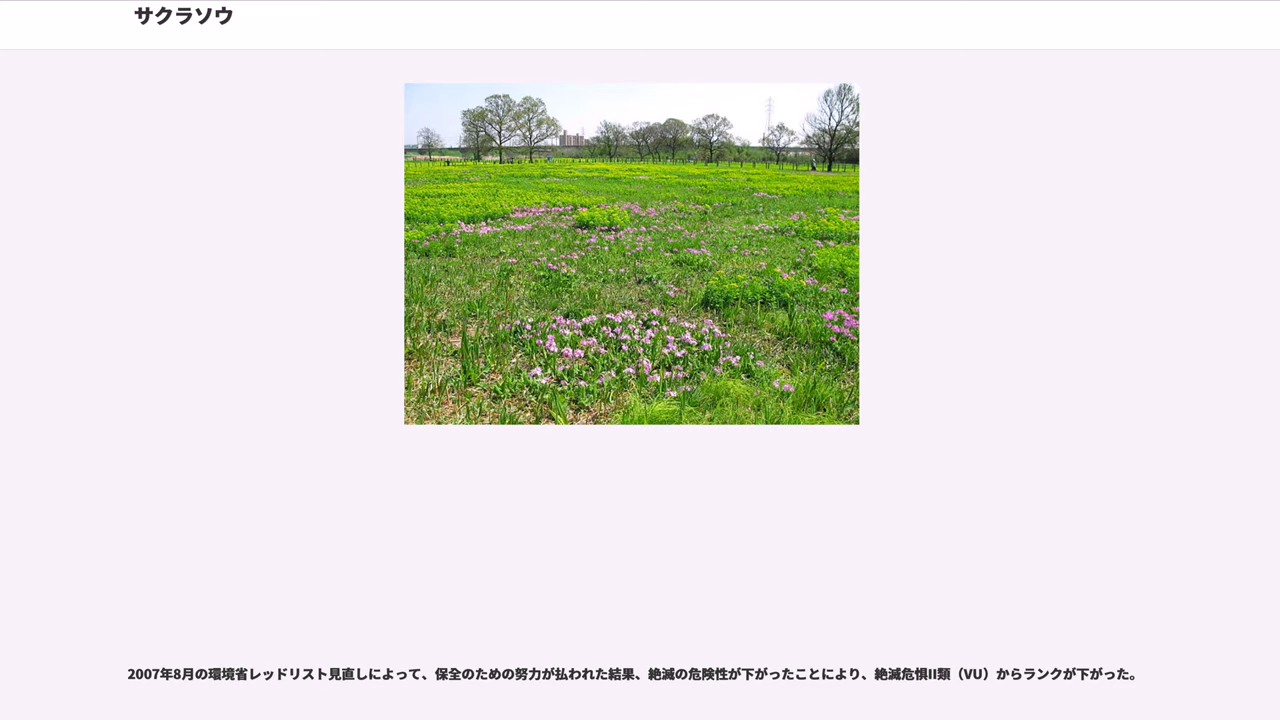 サクラソウ
2007年8月の環境省レッドリスト見直しによって、保全のための努力が払われた結果、絶滅の危険性が下がったことにより、絶滅危惧II類（VU）からランクが下がった。